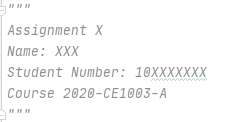 """
Assignment X
Name: XXX
Student Number: 10XXXXXXX
Course 2020-CE1003-A
"""